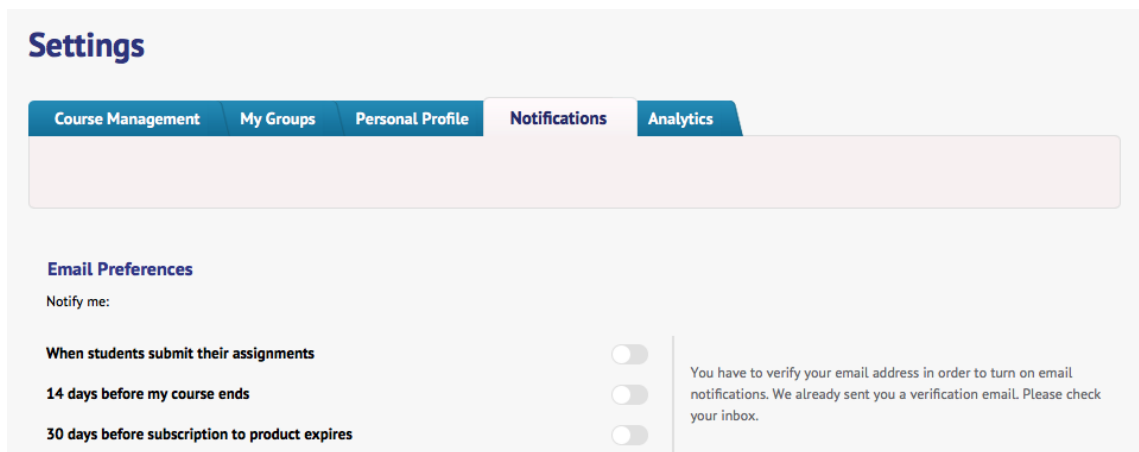 Settings
Course Management My Groups Personal Profile Notifications Analytics
Email Preferences
Notify me:
When students submit their assignments
14 days before my course ends
30 days before subscription to product expires
You have to verify your email address in order to turn on email
notifications. We already sent you a verification email. Please check
your inbox.